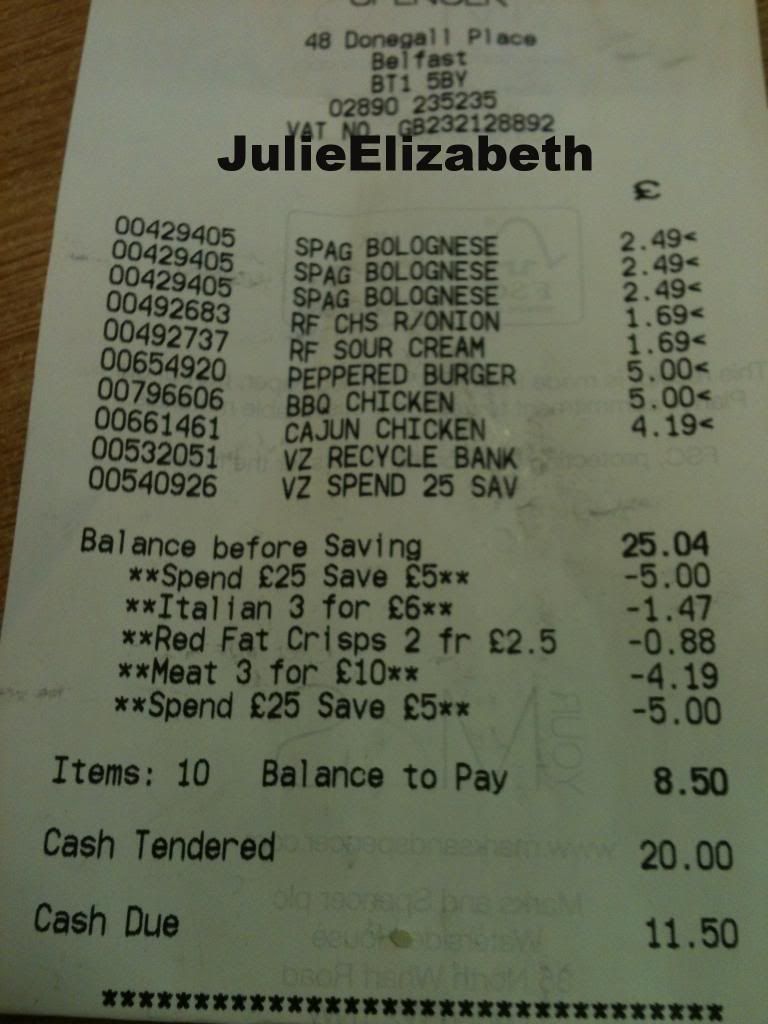 SPENCER
48 Donegall Place
Belfast
BT1 5BY
02890 235235
VAT NO. GB232128892
JulieElizabeth
£
00429405 SPAG BOLOGNESE 2.49<
00429405 SPAG BOLOGNESE 2.49<
00429405 SPAG BOLOGNESE 2.49<
00492683 RF CHS R/ONION 1.69<
00492737 RF SOUR CREAM 1.69<
00654920 PEPPERED BURGER 5.00<
00796606 BBQ CHICKEN 5.00<
00661461 CAJUN CHICKEN 4.19<
00532051 VZ RECYCLE BANK
00540926 VZ SPEND 25 SAV
Balance before Saving 25.04
**Spend £25 Save £5** -5.00
**Italian 3 for £6** -1.47
**Red Fat Crisps 2 fr £2.5 -0.88
**Meat 3 for £10** -4.19
**Spend £25 Save £5** -5.00
Items: 10 Balance to Pay 8.50
Cash Tendered 20.00
Cash Due 11.50
**********************************